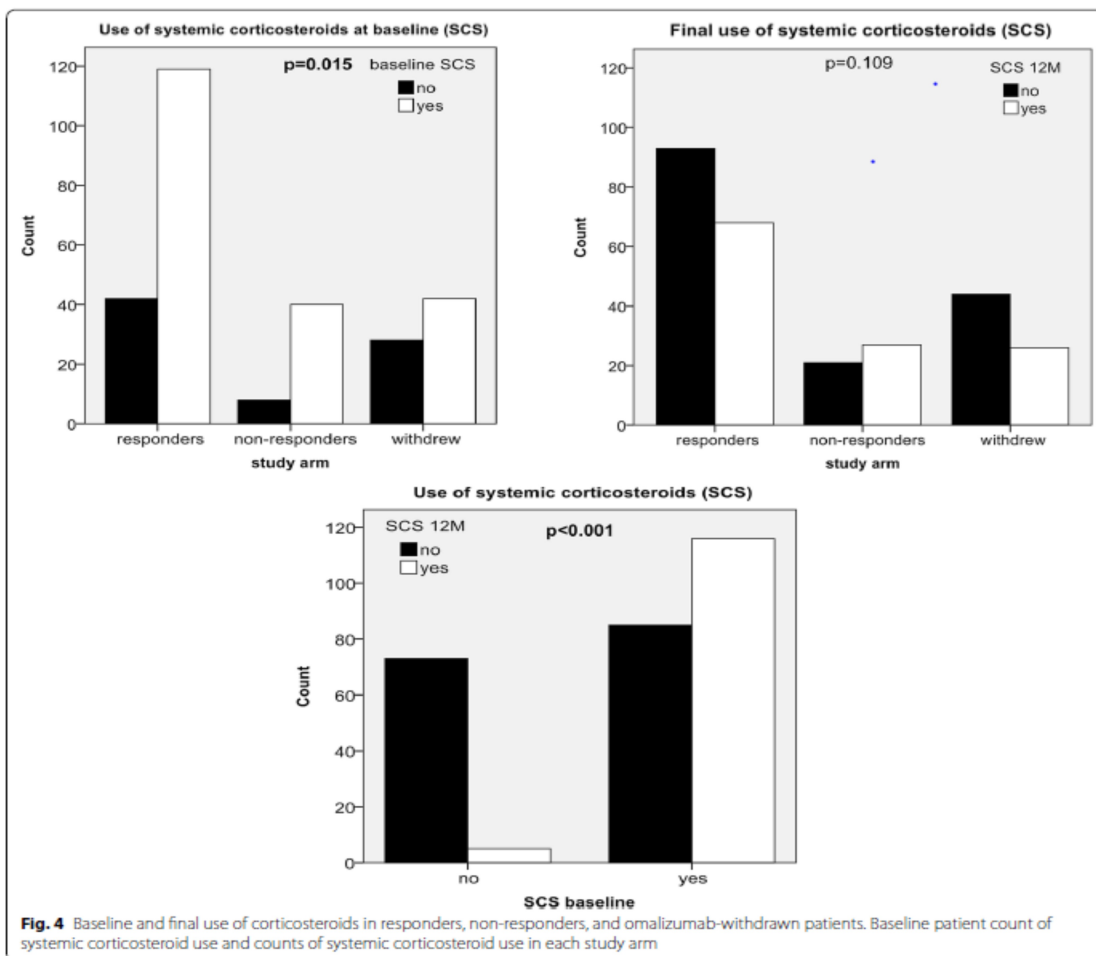 Use of systemic corticosteroids at baseline (SCS)
p=0.015
baseline SCS
no
yes
120
100
80
60
40
20
0
Count
responders non-responders withdrew
study arm
Final use of systemic corticosteroids (SCS)
p=0.109
SCS 12M
no
yes
120
100
80
60
40
20
0
Count
responders non-responders withdrew
study arm
Use of systemic corticosteroids (SCS)
SCS 12M
no
yes
p<0.001
120
100
80
60
40
20
0
Count
no yes
SCS baseline
Fig. 4 Baseline and final use of corticosteroids in responders, non-responders, and omalizumab-withdrawn patients. Baseline patient count of
systemic corticosteroid use and counts of systemic corticosteroid use in each study arm